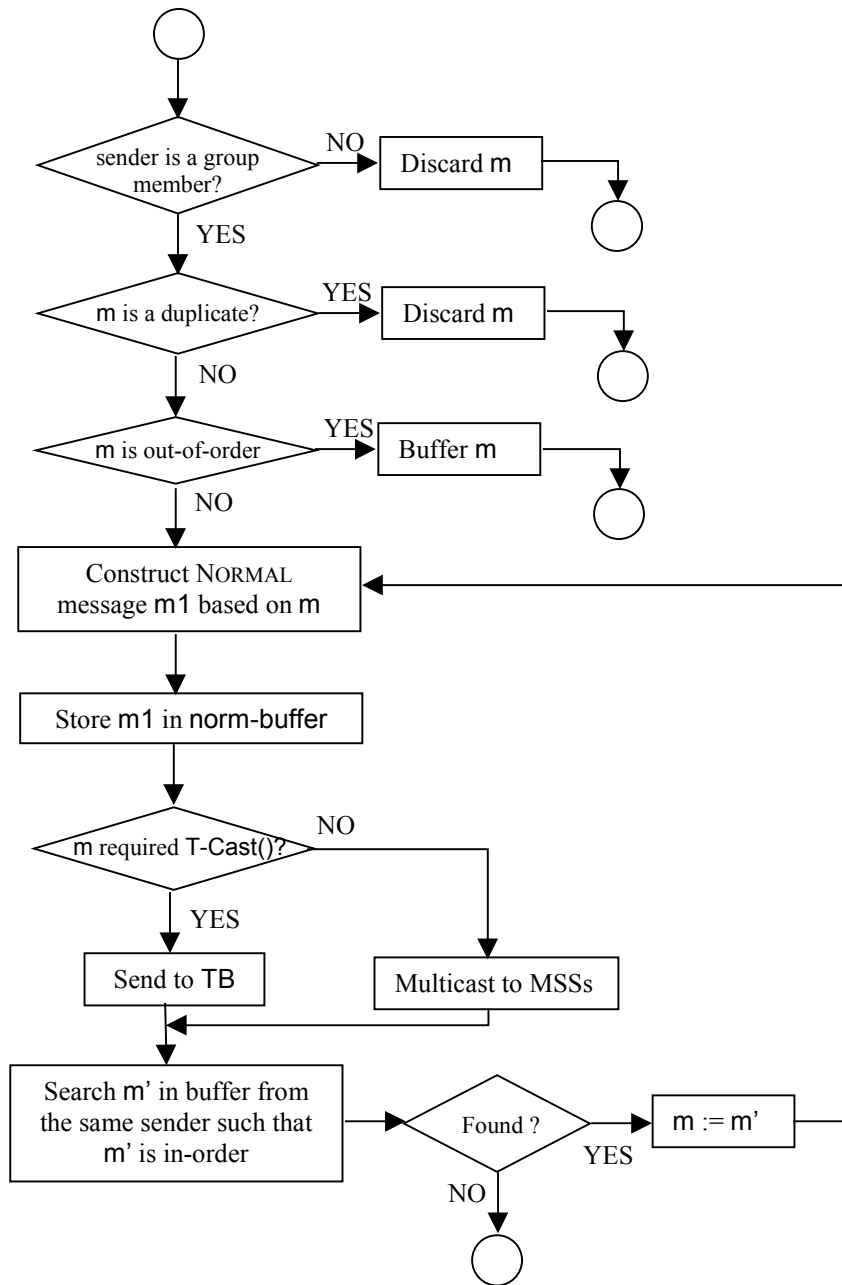 sender is a group
member?
NO
Discard m
YES
m is a duplicate?
YES
Discard m
NO
m is out-of-order
YES
Buffer m
NO
Construct NORMAL
message m1 based on m
Store m1 in norm-buffer
m required T-Cast()?
NO
YES
Send to TB
Multicast to MSSs
Search m’ in buffer from
the same sender such that
m’ is in-order
Found ?
YES
m := m’
NO